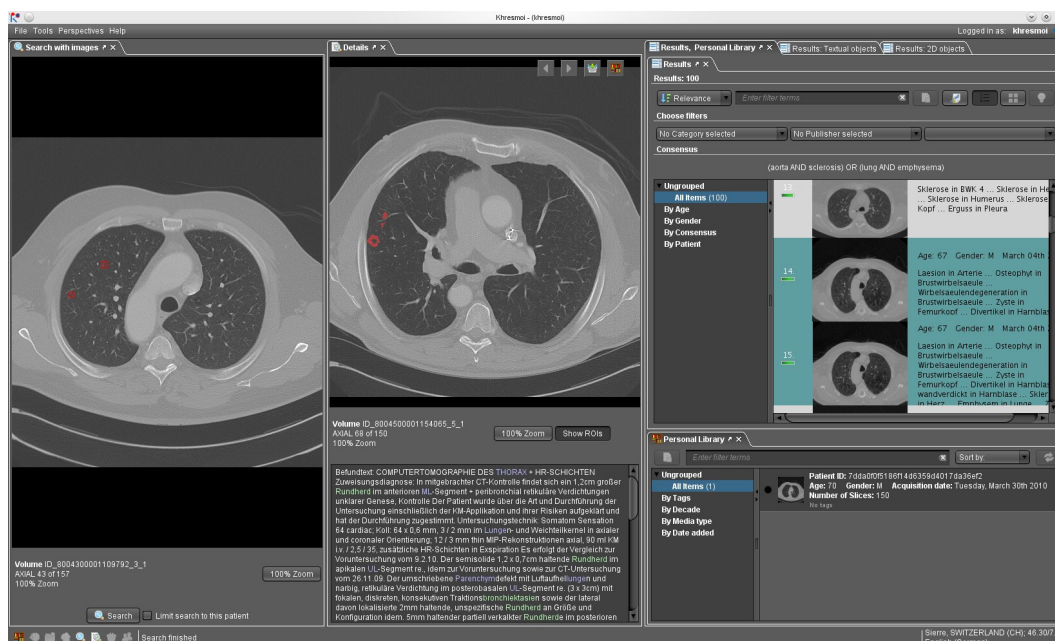 Khresmoi - (khresmoi)
File Tools Perspectives Help
Logged in as: khresmoi
Search with images
Volume ID_8004300001109792_3_1
AXIAL 43 of 157
100% Zoom
100% Zoom
Search
Limit search to this patient
Details
Volume ID_8004500001154065_5_1
AXIAL 68 of 150
100% Zoom
100% Zoom
Show ROIs
Befundtext: COMPUTERTOMOGRAPHIE DES THORAX + HR-SCHICHTEN
Zuweisungsdiagnose: In mitgebrachter CT-Kontrolle findet sich ein 1,2cm großer
Rundherd im anterioren ML-Segment + peribronchial retikuläre Verdichtungen
unklarer Genese, Kontrolle Der Patient wurde über die Art und Durchführung der
Untersuchung einschließlich der KM-Applikation und ihrer Risiken aufgeklärt und
hat der Durchführung zugestimmt. Untersuchungstechnik: Somatom Sensation
64 cardiac; Koll: 64 x 0,6 mm, 3 / 2 mm im Lungen- und Weichteilkernel in axialer
und coronaler Orientierung; 12 / 3 mm thin MIP-Rekonstruktionen axial, 90 ml KM
i.v. / 2,5 / 35, zusätzliche HR-Schichten in Exspiration Es erfolgt der Vergleich zur
Voruntersuchung vom 9.2.10. Der semisolide 1,2 x 0,7cm haltende Rundherd im
apikalen UL-Segment re., idem zur Voruntersuchung sowie zur CT-Untersuchung
vom 26.11.09. Der umschriebene Parenchymdefekt mit Luftaufhellungen und
narbig, retikuläre Verdichtung im posterobasalen UL-Segment re. (3 x 3cm) mit
fokalen, diskreten, konsekutiven Traktionsbronchiektasien sowie der lateral
davon lokalisierte 2mm haltende, unspezifische Rundherd an Größe und
Konfiguration idem. 5mm haltender partiell verkalkter Rundherde im posterioren
Results, Personal Library
Results: Textual objects
Results: 2D objects
Results
Results: 100
Relevance
Enter filter terms
Choose filters
No Category selected
No Publisher selected
Consensus
(aorta AND sclerosis) OR (lung AND emphysema)
Ungrouped
All Items (100)
By Age
By Gender
By Consensus
By Patient
13.
Sklerose in BWK 4 ... Sklerose in He
... Sklerose in Humerus ... Sklerose
Kopf ... Erguss in Pleura
14.
Age: 67 Gender: M March 04th
Laesion in Arterie ... Osteophyt in
Brustwirbelsaeule ...
Wirbelsaeulendegeneration in
Brustwirbelsaeule ... Zyste in
Femurkopf ... Divertikel in Harnblas
15.
Age: 67 Gender: M March 04th
Laesion in Arterie ... Osteophyt in
Brustwirbelsaeule ...
Wirbelsaeulendegeneration in
Brustwirbelsaeule ... Zyste in
Femurkopf ... Divertikel in Harnblas
wandverdickt in Harnblase ... Skler
in Herz ... Emphysem in Lunge
Personal Library
Enter filter terms
Sort by:
Ungrouped
All Items (1)
By Tags
By Decade
By Media type
By Date added
Patient ID: 7dda0f0f5186f14d6359d4017da36ef2
Age: 70 Gender: M Acquisition date: Tuesday, March 30th 2010
Number of Slices: 150
No tags
Search finished
Sierre, SWITZERLAND (CH); 46.30/7
English (German)